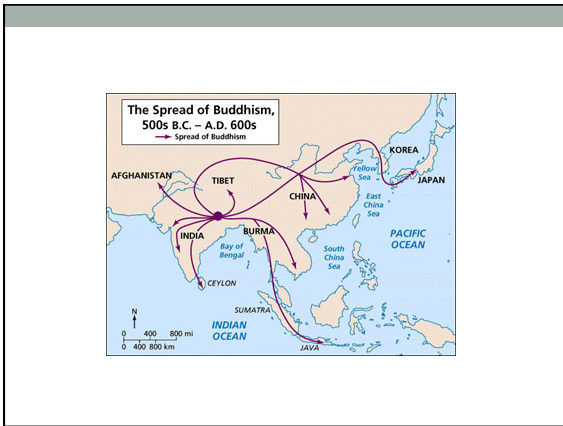 The Spread of Buddhism,
500s B.C. – A.D. 600s
Spread of Buddhism
KOREA
Yellow
Sea
AFGHANISTAN
TIBET
JAPAN
CHINA
East
China
Sea
PACIFIC
OCEAN
BURMA
INDIA
Bay of
Bengal
South
China
Sea
CEYLON
SUMATRA
N
INDIAN
OCEAN
0 400 800 mi
0 400 800 km
JAVA